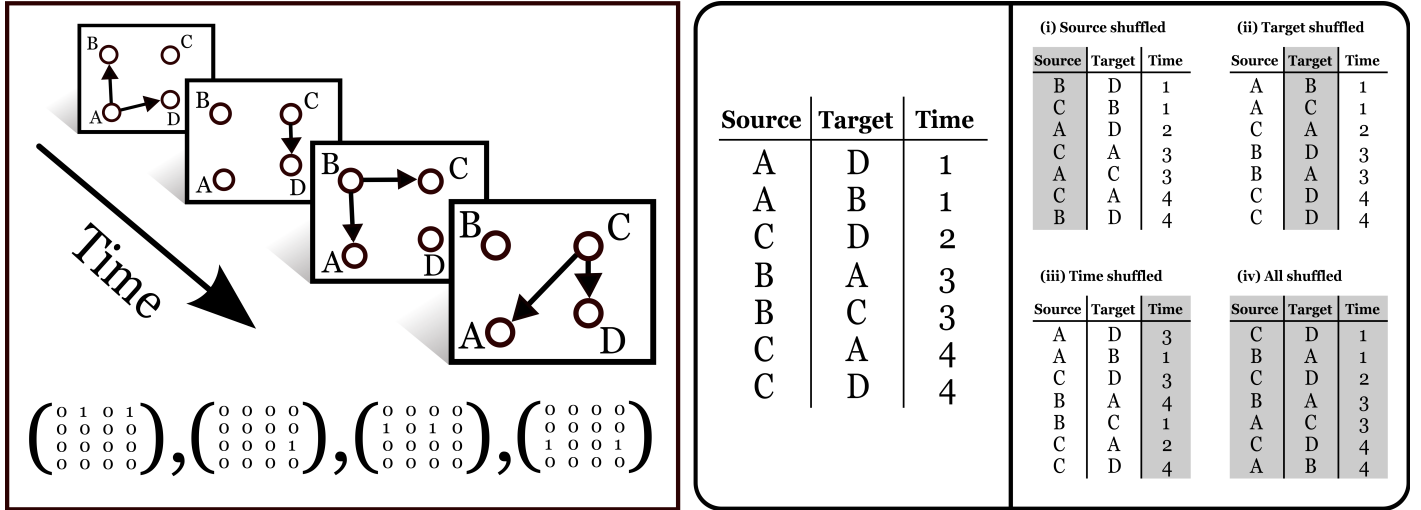 B C
A D
B C
A D
B C
A D
B C
A D
Time
( 0 1 0 1
0 0 0 0
0 0 0 0
0 0 0 0 ),
( 0 0 0 0
0 0 0 0
0 0 0 1
0 0 0 0 ),
( 0 0 0 0
1 0 1 0
0 0 0 0
0 0 0 0 ),
( 0 0 0 0
0 0 0 0
1 0 0 1
0 0 0 0 )
Source Target Time
A D 1
A B 1
C D 2
B A 3
B C 3
C A 4
C D 4
(i) Source shuffled
Source Target Time
B D 1
C B 1
A D 2
C A 3
A C 3
C A 4
B D 4
(ii) Target shuffled
Source Target Time
A B 1
A C 1
C A 2
B D 3
B A 3
C D 4
C D 4
(iii) Time shuffled
Source Target Time
A D 3
A B 1
C D 3
B A 4
B C 1
C A 2
C D 4
(iv) All shuffled
Source Target Time
C D 1
B A 1
C D 2
B A 3
A C 3
C D 4
A B 4